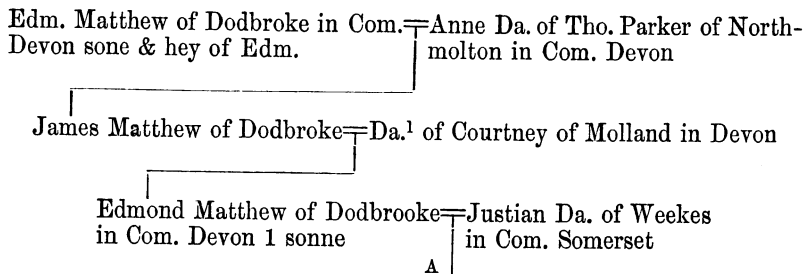 Edm. Matthew of Dodbroke in Com.
Devon sone & hey of Edm.
Anne Da. of Tho. Parker of North-
molton in Com. Devon
James Matthew of Dodbroke
Da.¹ of Courtney of Molland in Devon
Edmond Matthew of Dodbrooke
in Com. Devon 1 sonne
Justian Da. of Weekes
in Com. Somerset
A